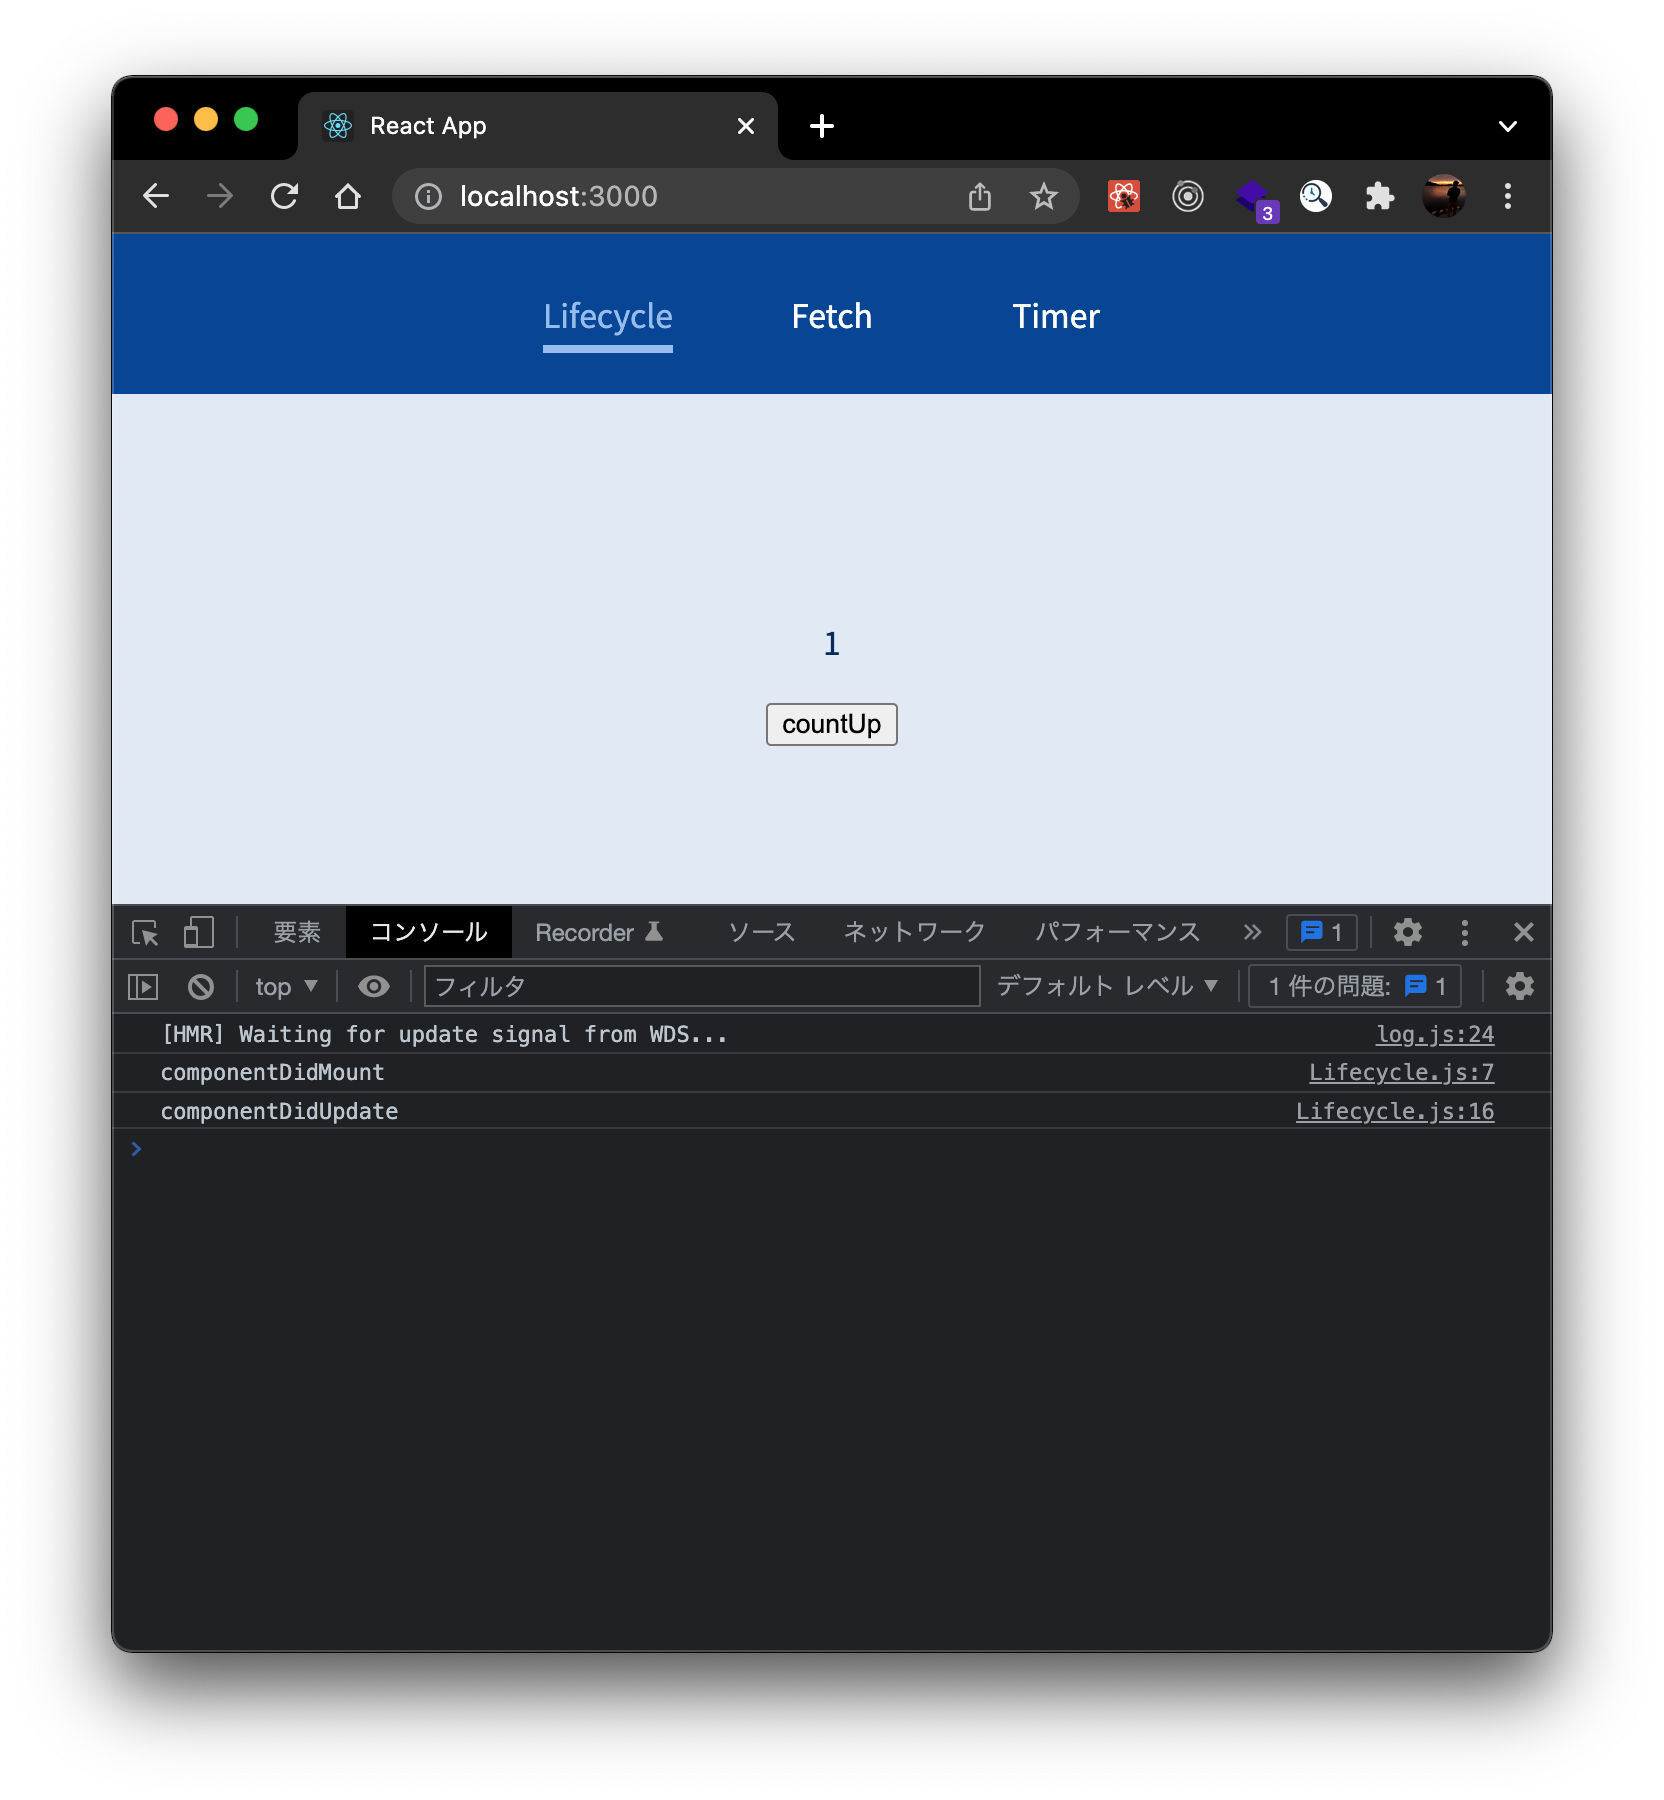 React App
localhost:3000
3
Lifecycle Fetch Timer
1
countUp
要素 コンソール Recorder ソース ネットワーク パフォーマンス 1
top フィルタ デフォルト レベル 1 件の問題: 1
[HMR] Waiting for update signal from WDS... log.js:24
componentDidMount Lifecycle.js:7
componentDidUpdate Lifecycle.js:16